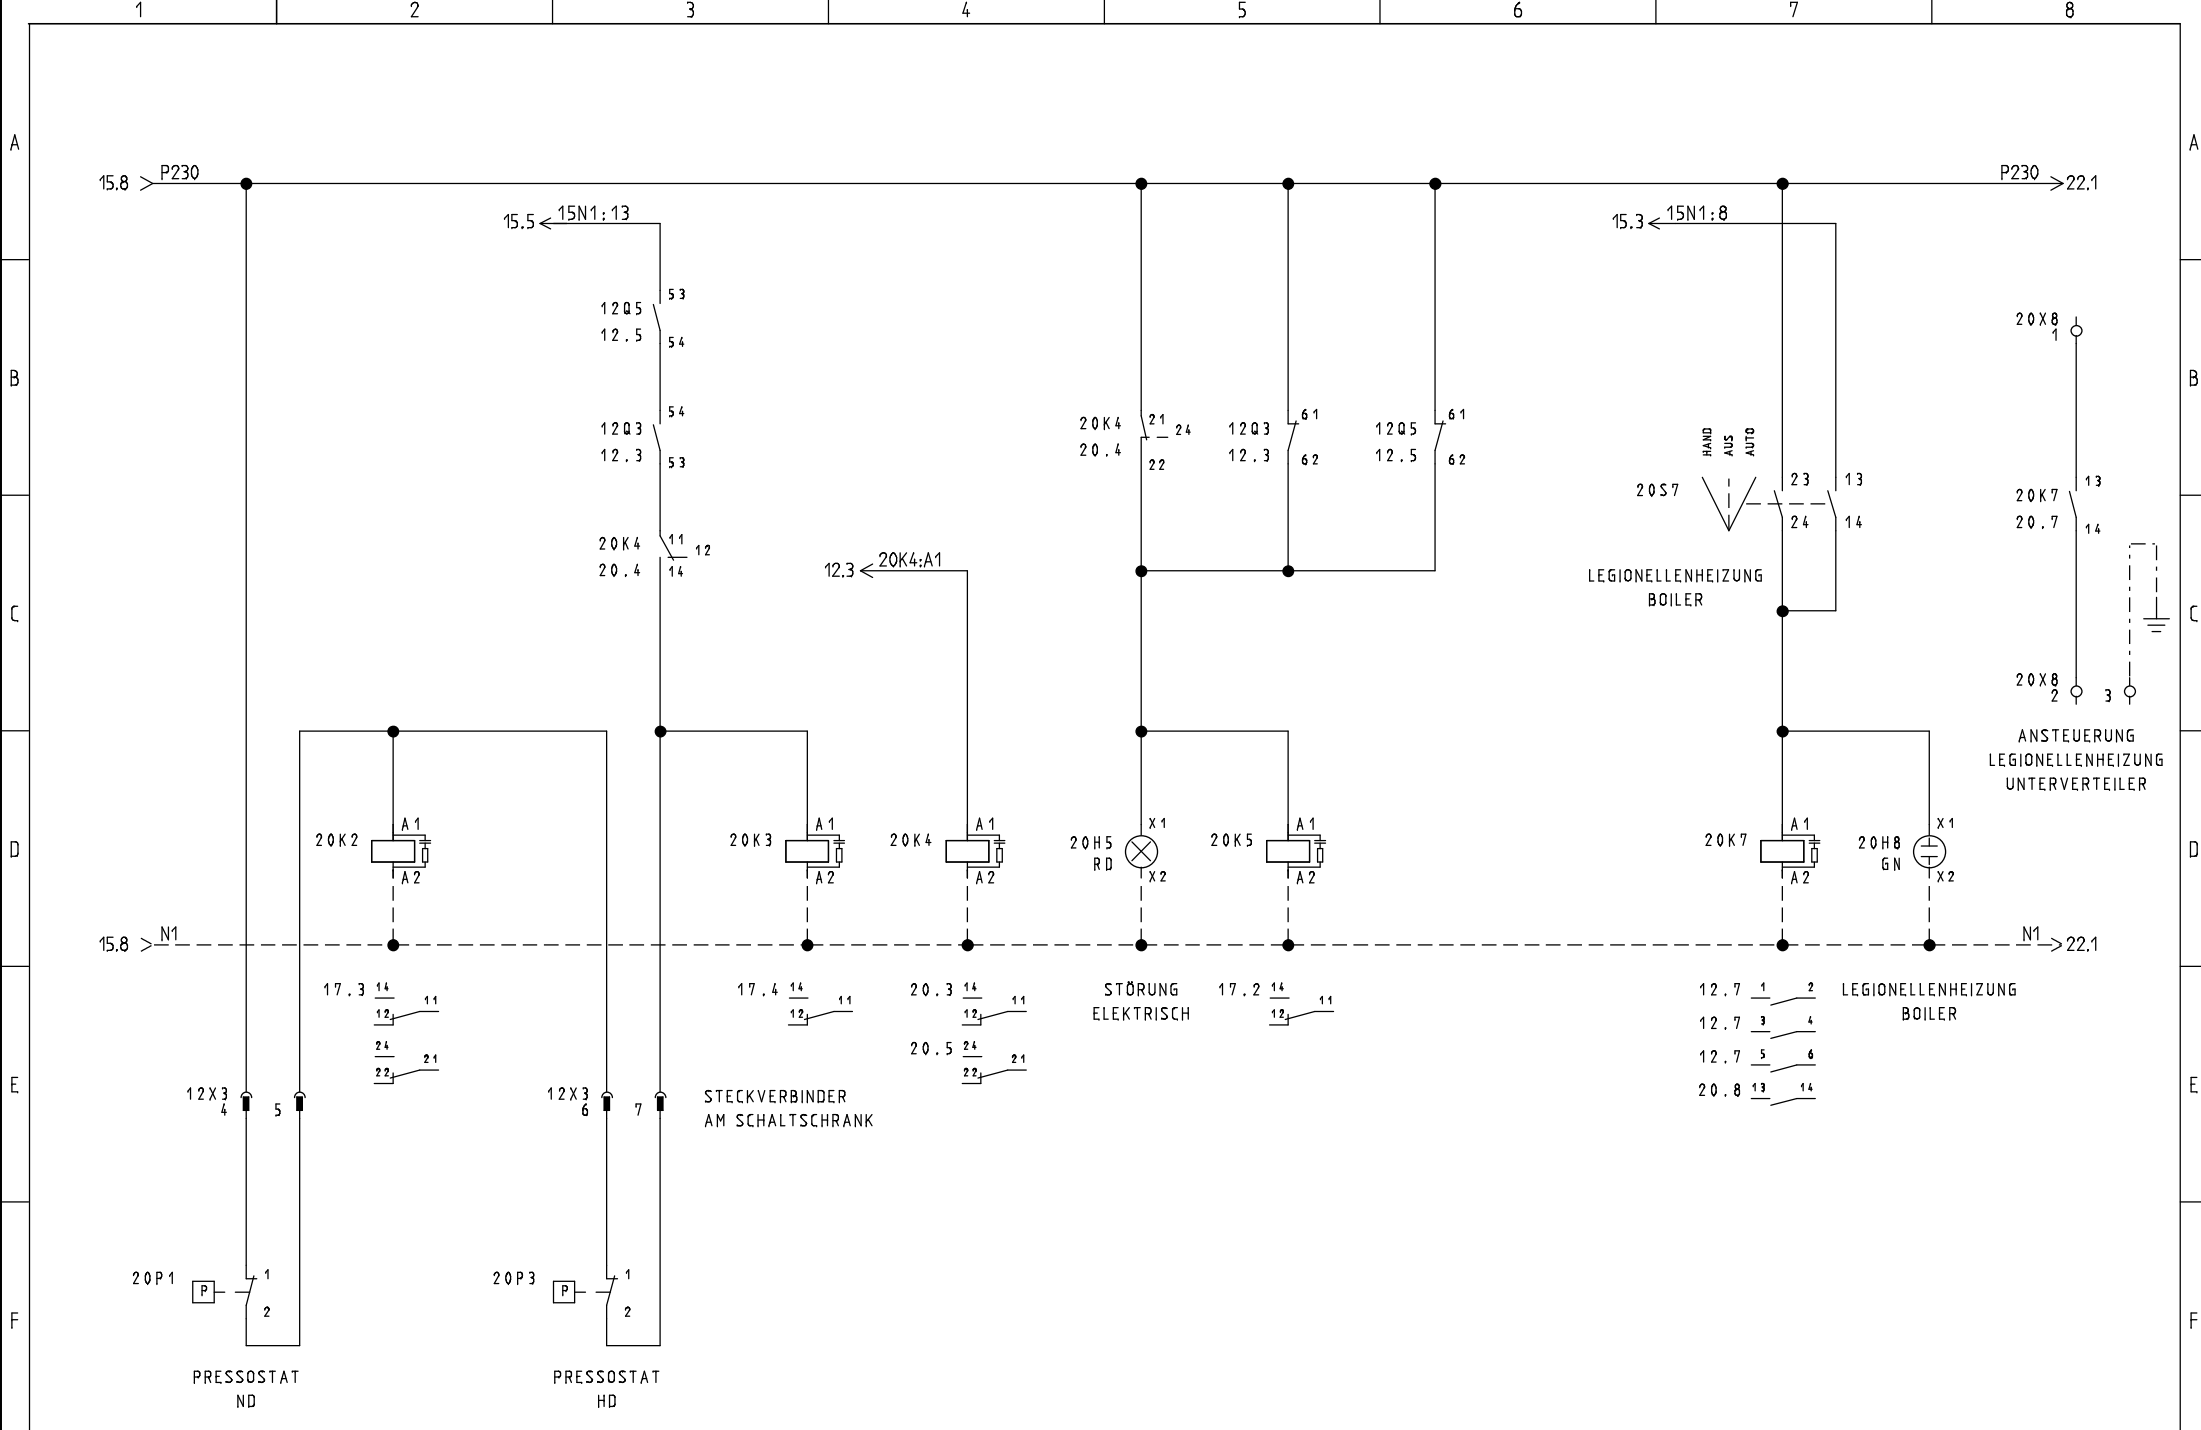 1 2 3 4 5 6 7 8
A A
15.8 P230 P230 22.1
15.5 15N1:13 15.3 15N1:8
53
12Q5
12.5
54
20X8
1
B B
54
12Q3
12.3
53
20K4 21 24
20.4 22
12Q3 61
12.3 62
12Q5 61
12.5 62
HAND
AUS
AUTO
20S7 23 13
24 14
20K7 13
20.7 14
20K4 11 12
20.4 14
12.3 20K4:A1
LEGIONELLENHEIZUNG
BOILER
C C
20X8
2 3
ANSTEUERUNG
LEGIONELLENHEIZUNG
UNTERVERTEILER
D D
20K2 A1
A2
20K3 A1
A2
20K4 A1
A2
20H5 X1
RD X2
20K5 A1
A2
20K7 A1
A2
20H8 X1
GN X2
15.8 N1 N1 22.1
17.3 14 11
12
24 21
22
17.4 14 11
12
20.3 14 11
12
20.5 24 21
22
STÖRUNG
ELEKTRISCH
17.2 14 11
12
12.7 1 2
12.7 3 4
12.7 5 6
20.8 13 14
LEGIONELLENHEIZUNG
BOILER
E E
12X3
4 5
12X3
6 7
STECKVERBINDER
AM SCHALTSCHRANK
20P1 P 1
2
20P3 P 1
2
F F
PRESSOSTAT
ND
PRESSOSTAT
HD